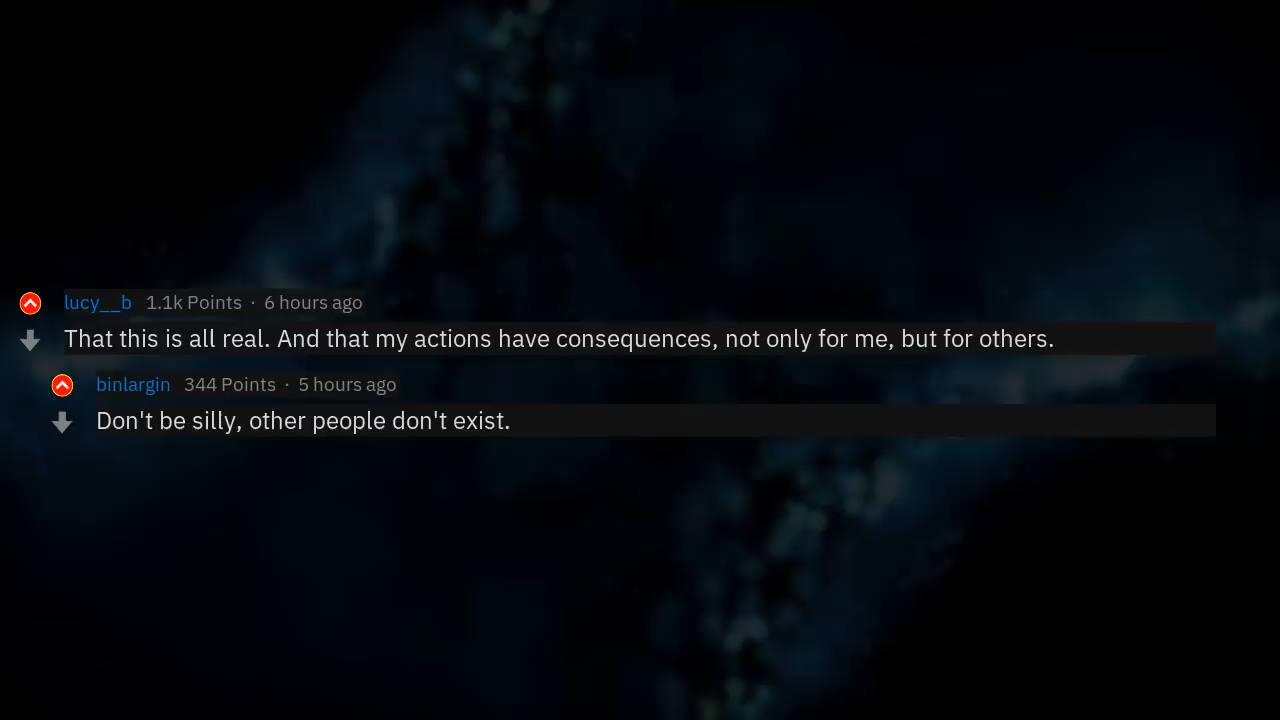 lucy__b 1.1k Points · 6 hours ago
That this is all real. And that my actions have consequences, not only for me, but for others.
binlargin 344 Points · 5 hours ago
Don't be silly, other people don't exist.